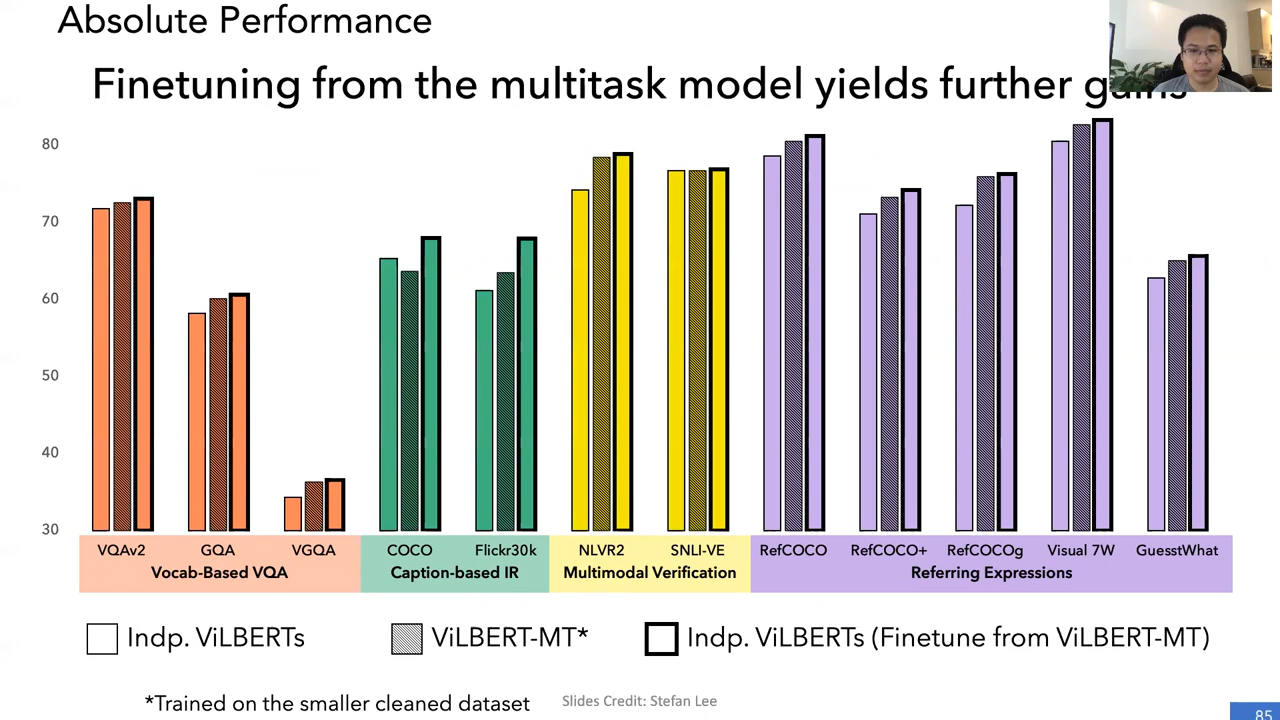 Absolute Performance
Finetuning from the multitask model yields further gains
80
70
60
50
40
30
VQAv2 GQA VGQA COCO Flickr30k NLVR2 SNLI-VE RefCOCO RefCOCO+ RefCOCOg Visual 7W GuesstWhat
Vocab-Based VQA Caption-based IR Multimodal Verification Referring Expressions
Indp. ViLBERTs ViLBERT-MT* Indp. ViLBERTs (Finetune from ViLBERT-MT)
*Trained on the smaller cleaned dataset Slides Credit: Stefan Lee
85